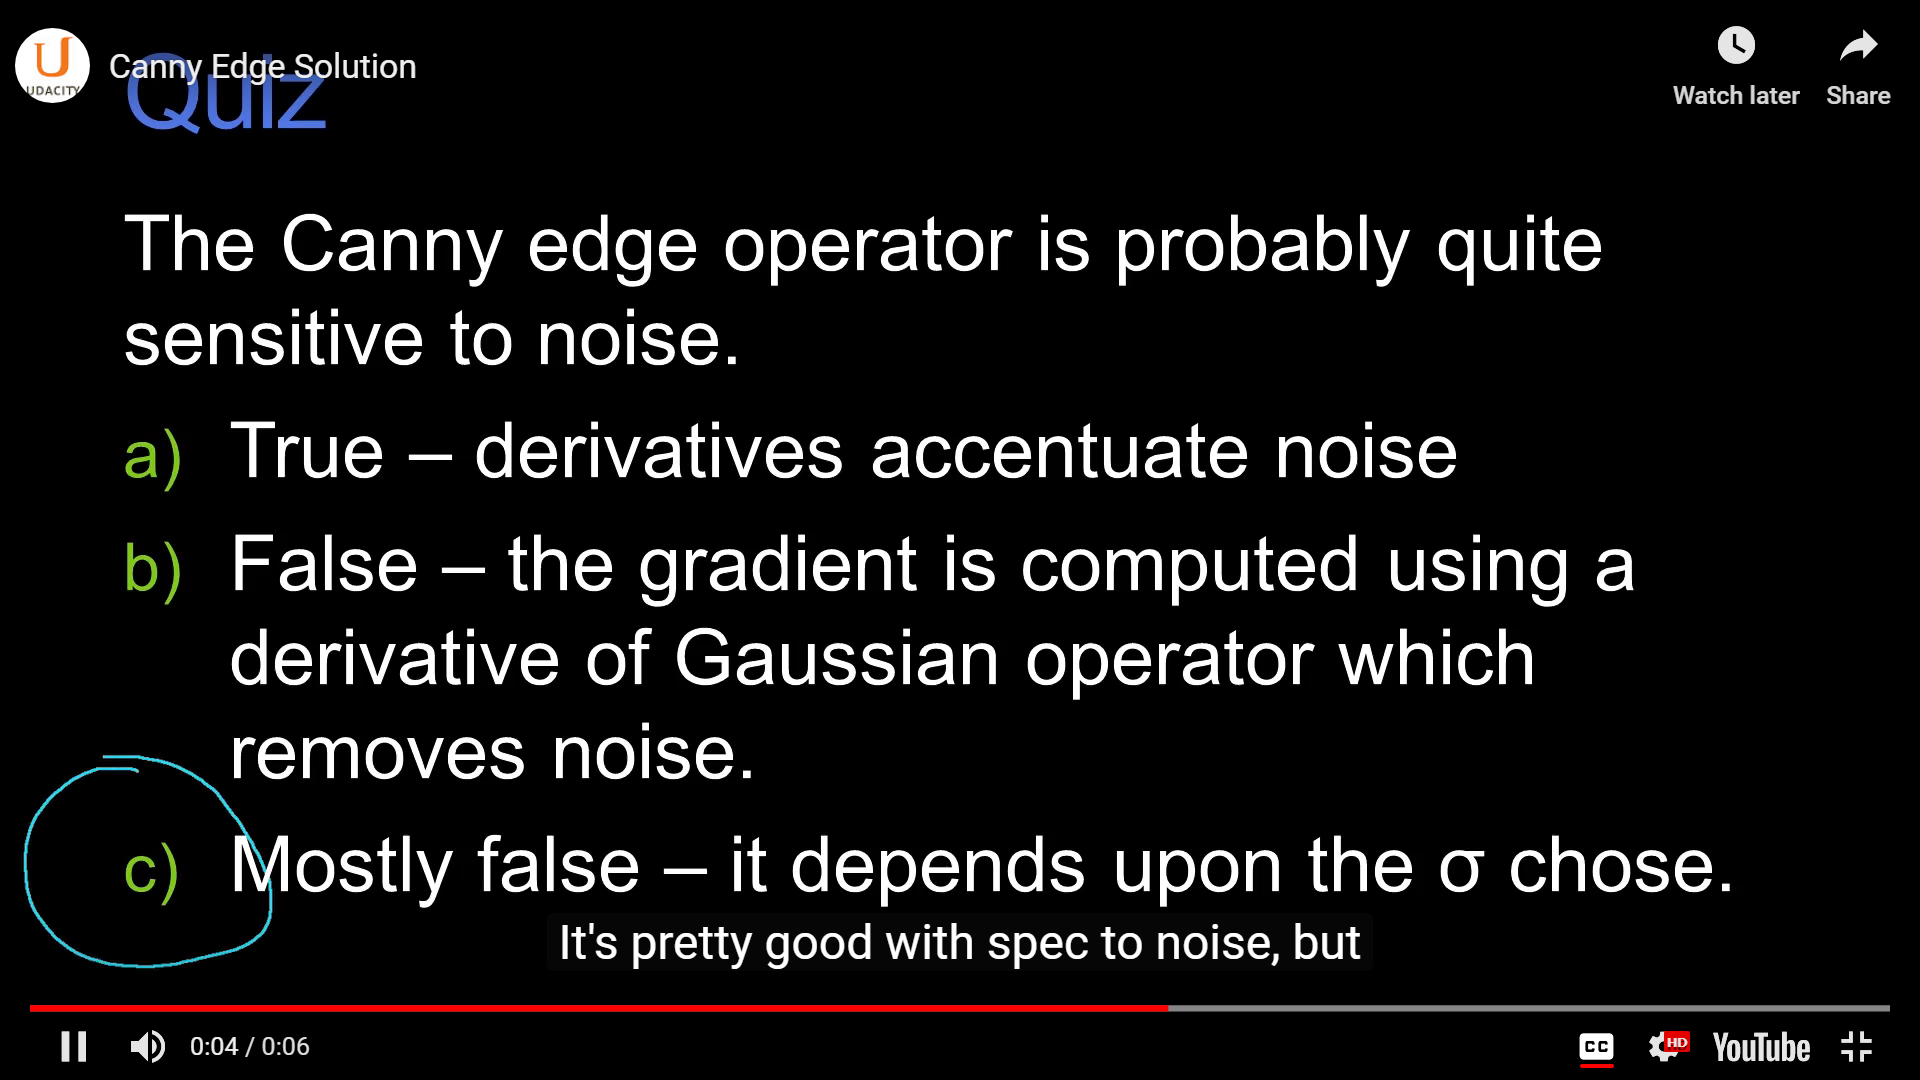 U
UDACITY
Canny Edge Solution
Quiz
Watch later
Share
The Canny edge operator is probably quite
sensitive to noise.
a) True – derivatives accentuate noise
b) False – the gradient is computed using a
derivative of Gaussian operator which
removes noise.
c) Mostly false – it depends upon the σ chose.
It's pretty good with spec to noise, but
0:04 / 0:06
CC
HD
YouTube